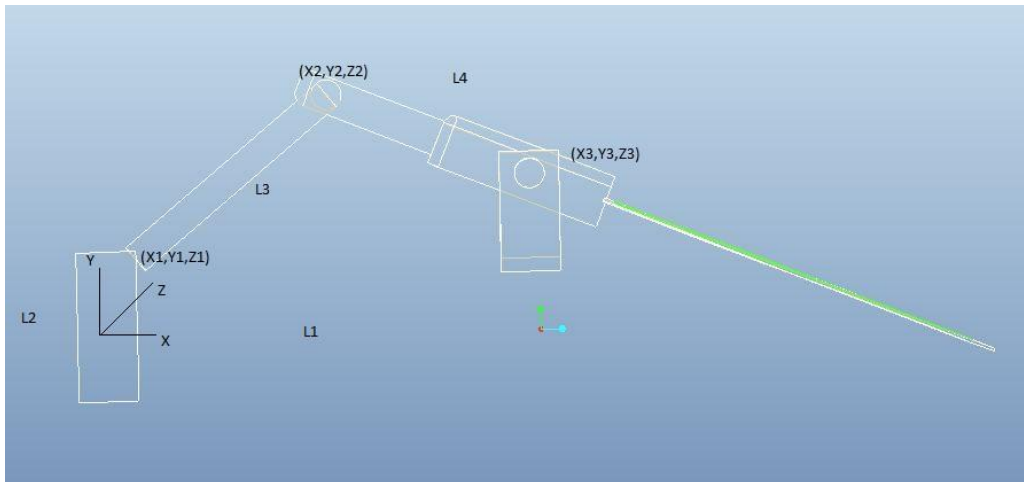 (X2,Y2,Z2)
L4
(X3,Y3,Z3)
L3
(X1,Y1,Z1)
Y
Z
L2
L1
X